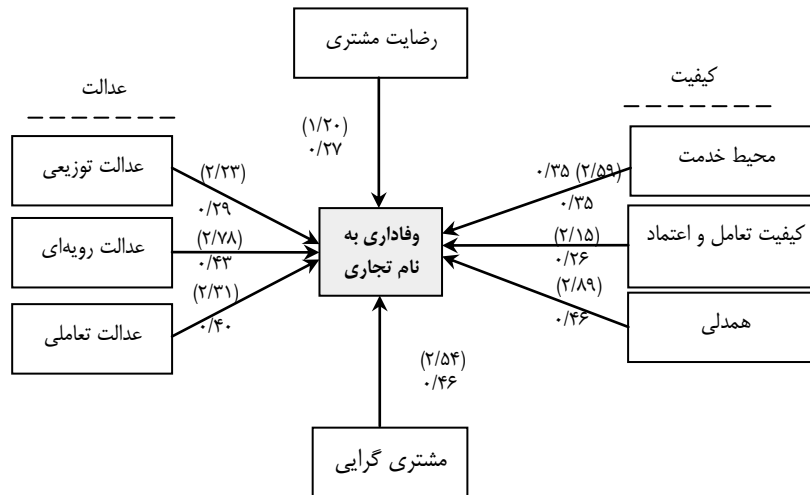 رضایت مشتری
عدالت
کیفیت
(۱/۲۰)
۰/۲۷
عدالت توزیعی
(۲/۲۳)
۰/۲۹
۰/۳۵ (۲/۵۹)
۰/۳۵
محیط خدمت
عدالت رویه‌ای
(۲/۷۸)
۰/۴۳
وفاداری به
نام تجاری
(۲/۱۵)
۰/۲۶
کیفیت تعامل و اعتماد
عدالت تعاملی
(۲/۳۱)
۰/۴۰
(۲/۸۹)
۰/۴۶
همدلی
(۲/۵۴)
۰/۴۶
مشتری گرایی